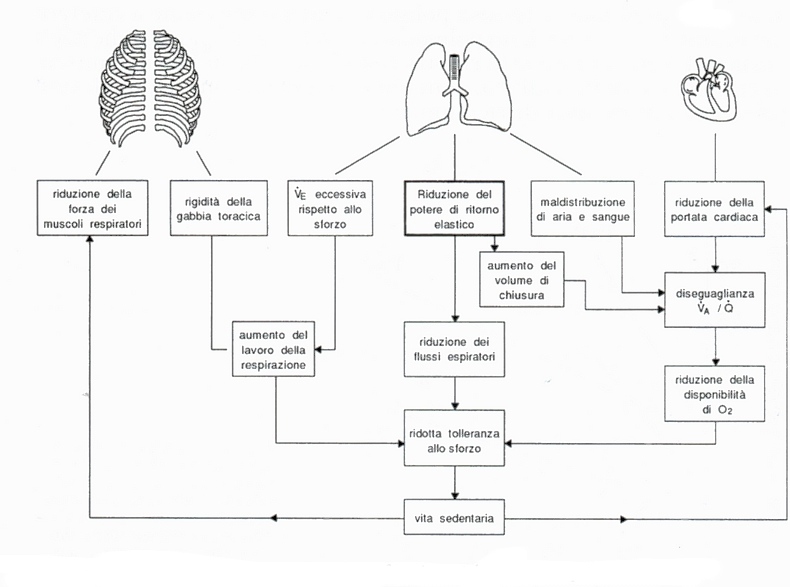 riduzione della
forza dei
muscoli respiratori
rigidità della
gabbia toracica
V̇E eccessiva
rispetto allo
sforzo
Riduzione del
potere di ritorno
elastico
maldistribuzione
di aria e sangue
riduzione della
portata cardiaca
aumento del
volume di
chiusura
diseguaglianza
V̇A / Q̇
aumento del
lavoro della
respirazione
riduzione dei
flussi espiratori
riduzione della
disponibilità
di O2
ridotta tolleranza
allo sforzo
vita sedentaria